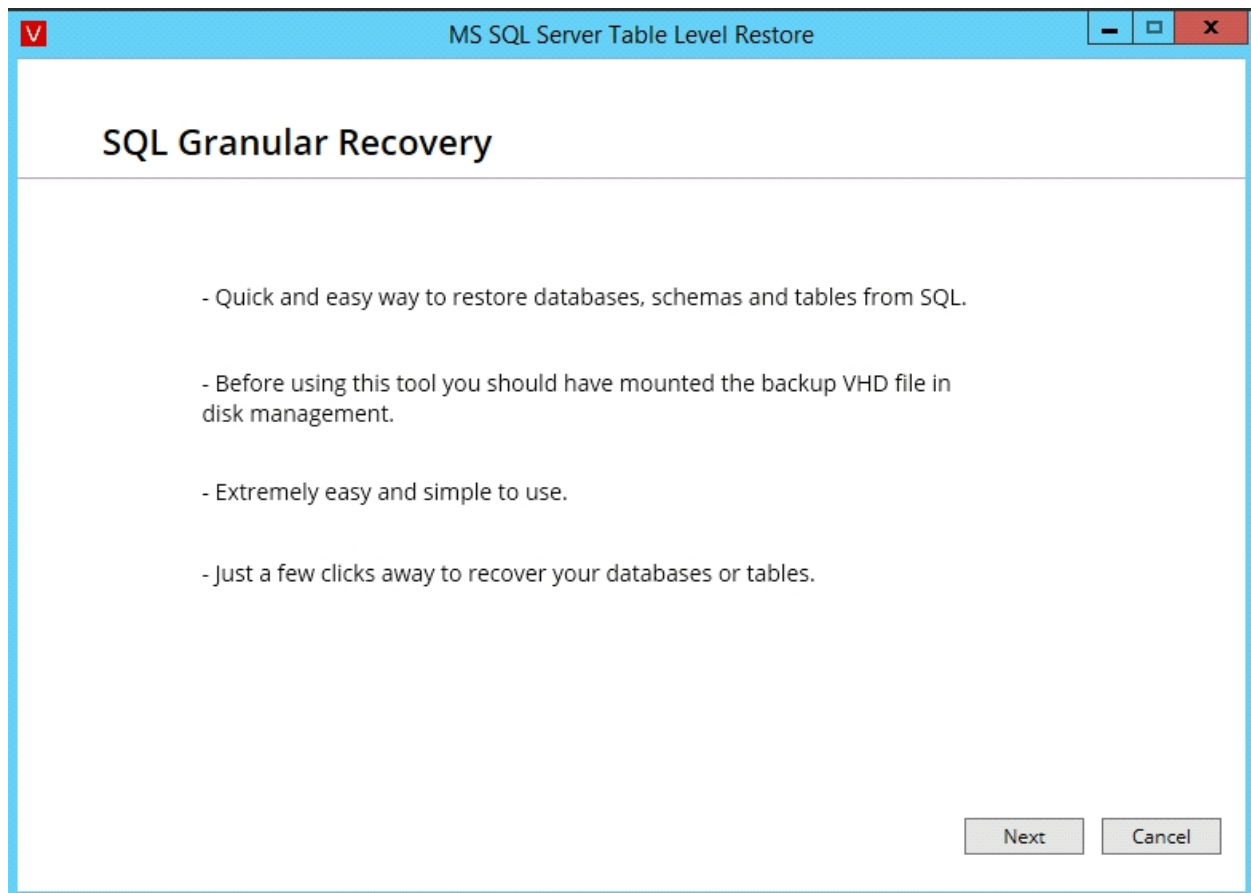 V
MS SQL Server Table Level Restore
X
SQL Granular Recovery
- Quick and easy way to restore databases, schemas and tables from SQL.
- Before using this tool you should have mounted the backup VHD file in
disk management.
- Extremely easy and simple to use.
- Just a few clicks away to recover your databases or tables.
Next
Cancel